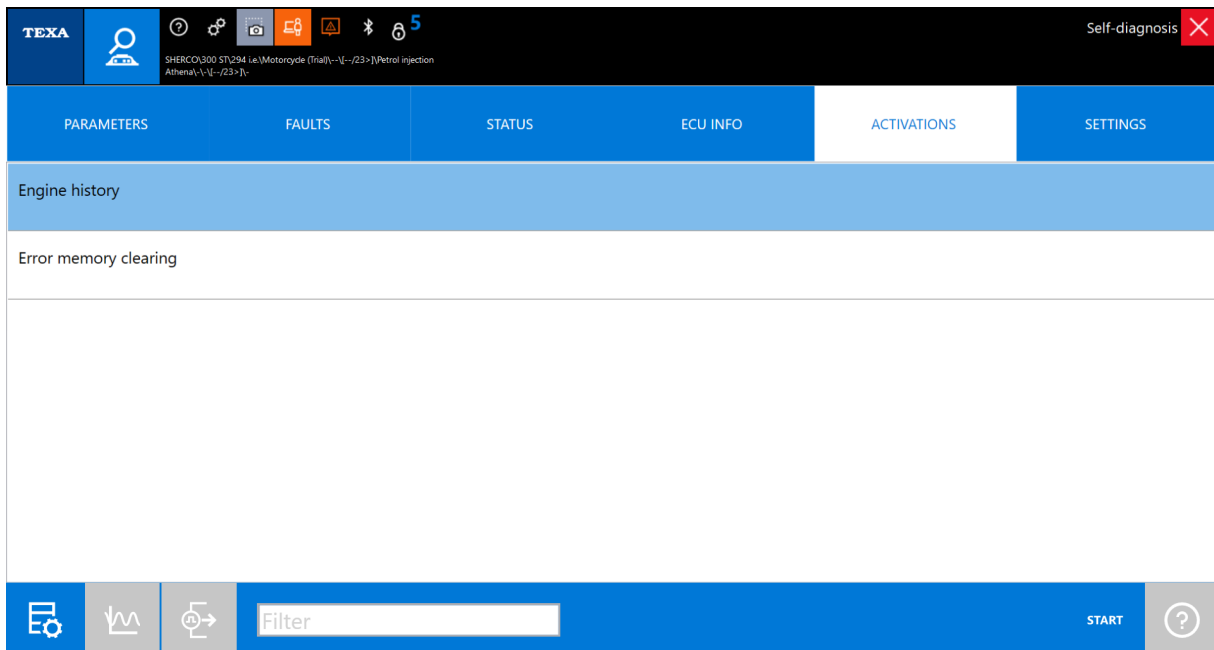 TEXA
5
Self-diagnosis
SHERCO\300 ST\294 i.e.\Motorcycle (Trial)\--\[--/23>]\Petrol injection
Athena\-\-\[--/23>]\-
PARAMETERS
FAULTS
STATUS
ECU INFO
ACTIVATIONS
SETTINGS
Engine history
Error memory clearing
Filter
START